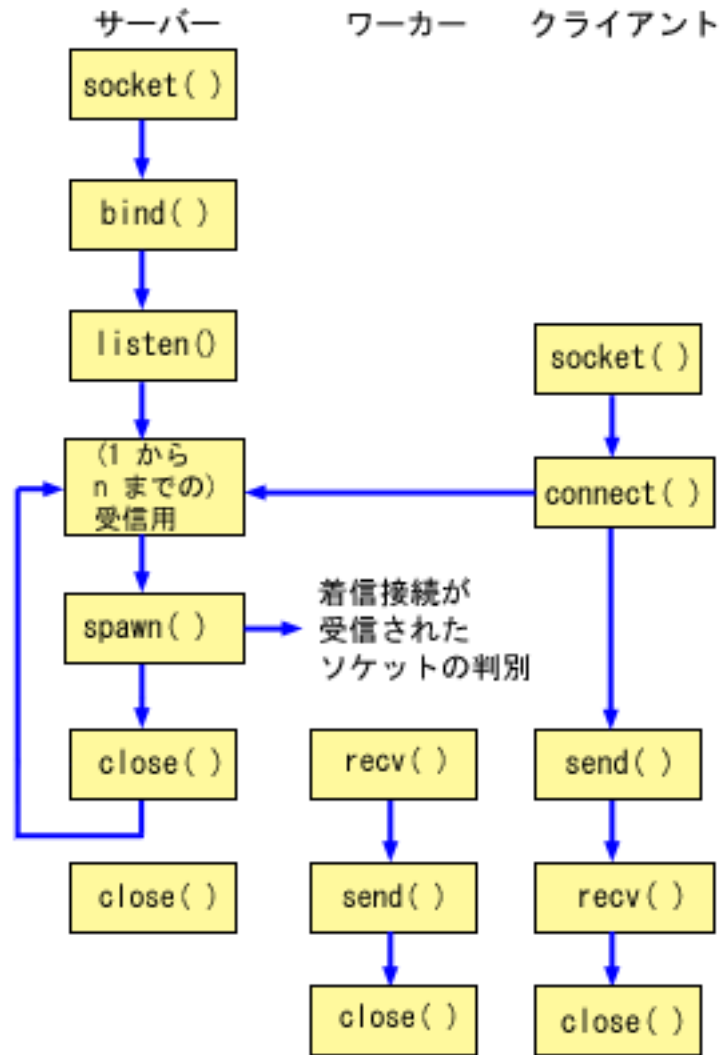 サーバー
ワーカー
クライアント
socket( )
bind( )
listen()
socket( )
(1 から
n までの)
受信用
connect( )
spawn( )
着信接続が
受信された
ソケットの判別
close( )
recv( )
send( )
close( )
send( )
recv( )
close( )
close( )